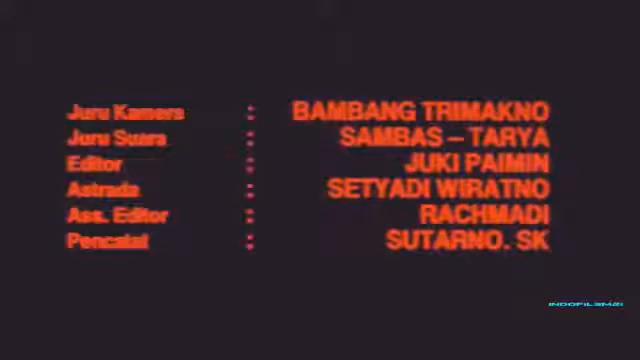 Juru Kamera : BAMBANG TRIMAKNO
Juru Suara : SAMBAS – TARYA
Editor : JUKI PAIMIN
Astrada : SETYADI WIRATNO
Ass. Editor : RACHMADI
Pencatat : SUTARNO. SK